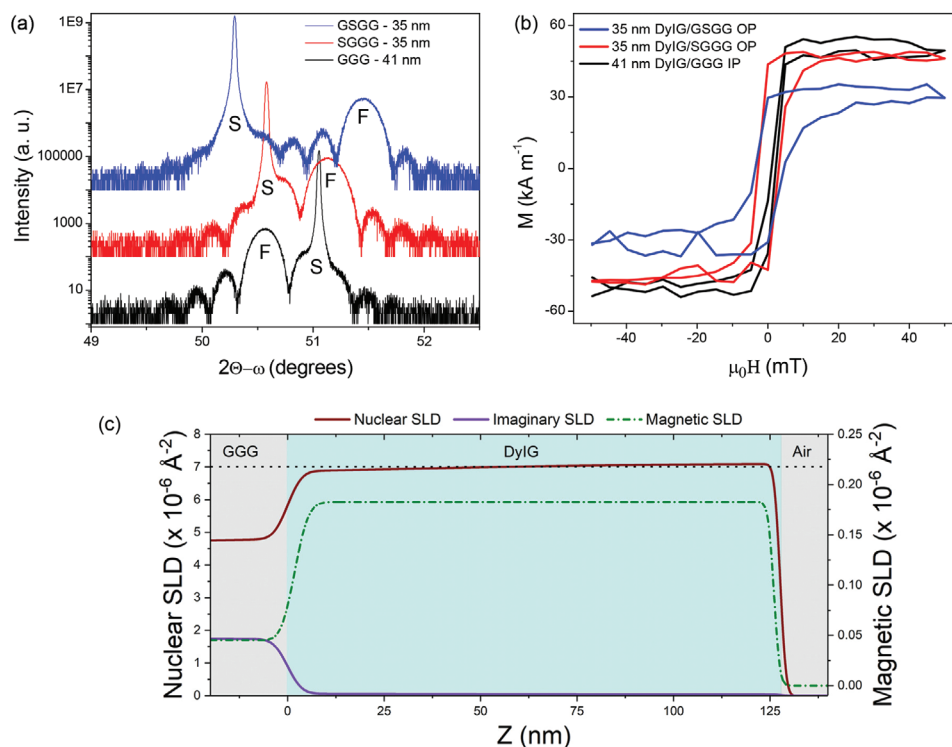 (a)
GSGG - 35 nm
SGGG - 35 nm
GGG - 41 nm
1E9
1E7
100000
1000
10
Intensity (a. u.)
S
F
S
F
F
S
49
50
51
52
2Θ−ω (degrees)
(b)
35 nm DyIG/GSGG OP
35 nm DyIG/SGGG OP
41 nm DyIG/GGG IP
60
30
0
-30
-60
M (kA m⁻¹)
-40
-20
0
20
40
μ₀H (mT)
(c)
Nuclear SLD
Imaginary SLD
Magnetic SLD
GGG
DyIG
Air
8
7
6
5
4
3
2
1
0
Nuclear SLD (x 10⁻⁶ Å⁻²)
0.25
0.20
0.15
0.10
0.05
0.00
Magnetic SLD (x 10⁻⁶ Å⁻²)
0
25
50
75
100
125
Z (nm)